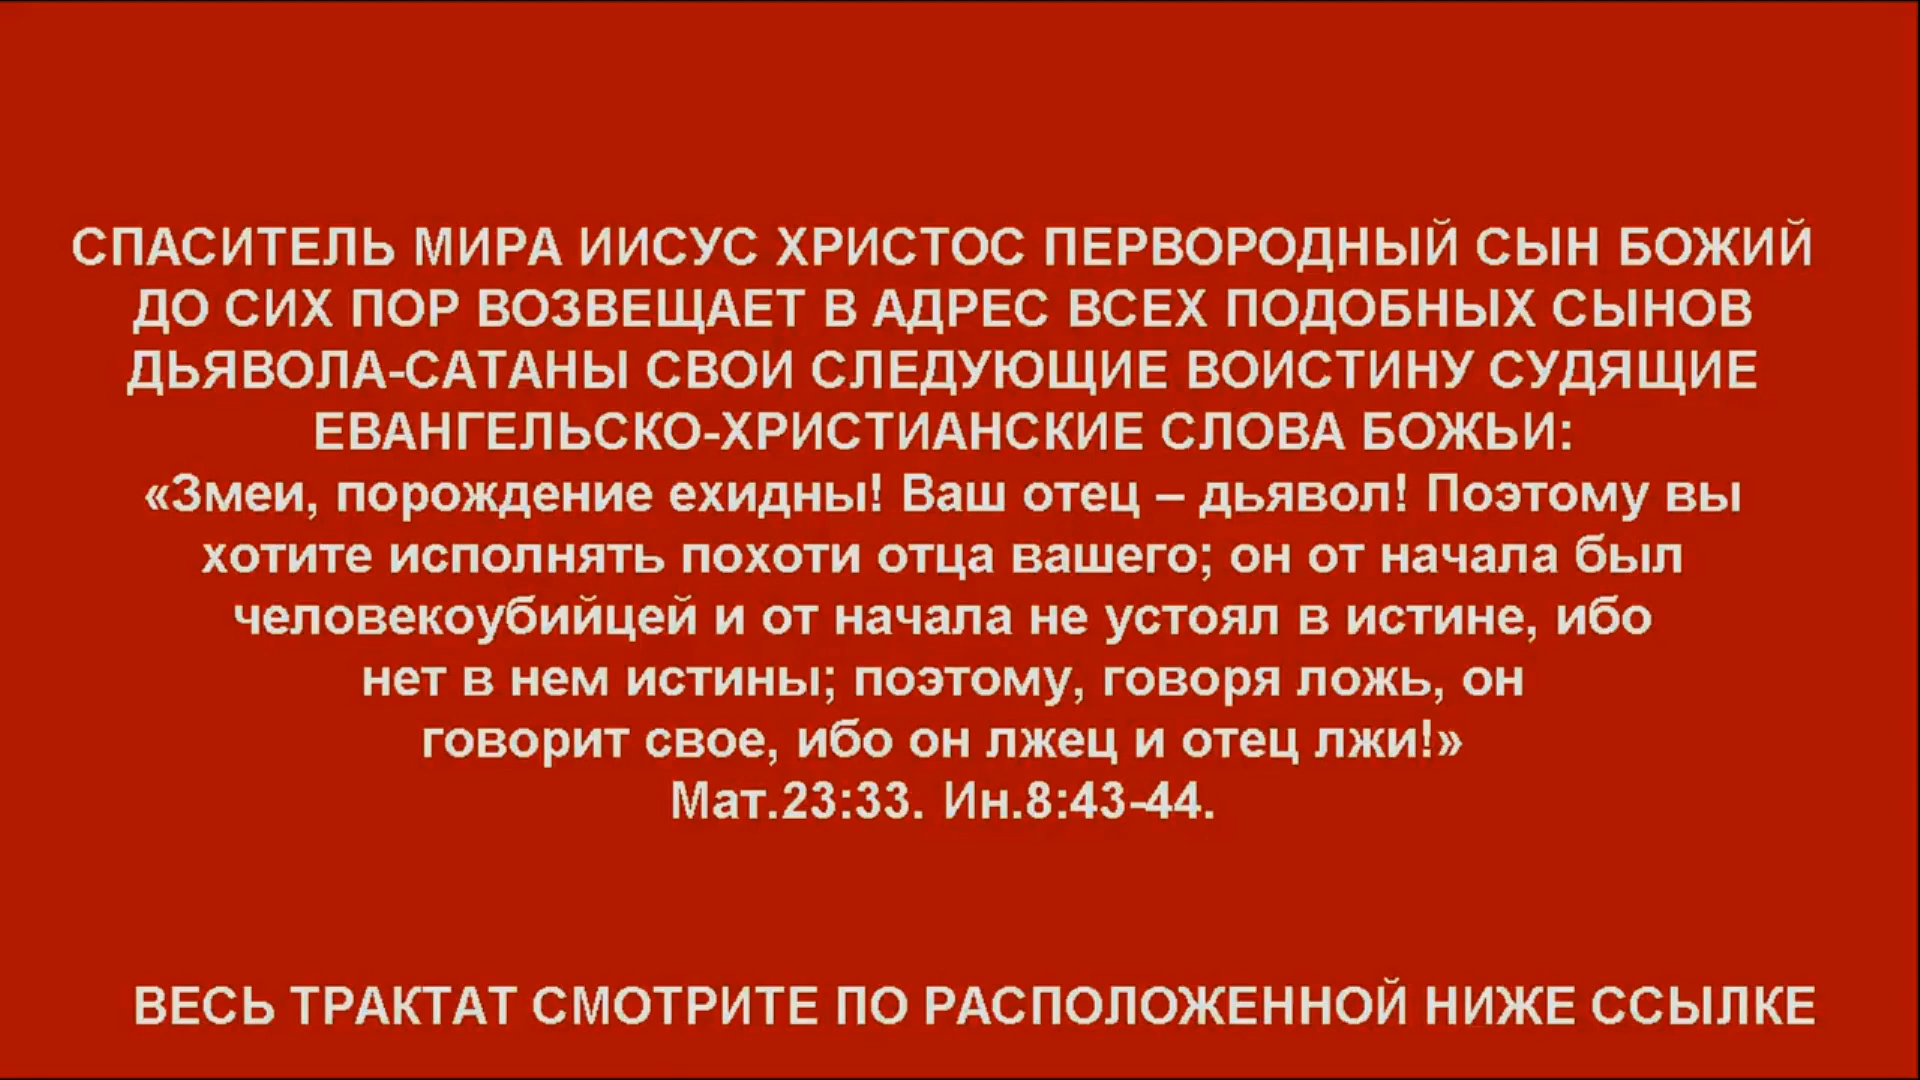 СПАСИТЕЛЬ МИРА ИИСУС ХРИСТОС ПЕРВОРОДНЫЙ СЫН БОЖИЙ
ДО СИХ ПОР ВОЗВЕЩАЕТ В АДРЕС ВСЕХ ПОДОБНЫХ СЫНОВ
ДЬЯВОЛА-САТАНЫ СВОИ СЛЕДУЮЩИЕ ВОИСТИНУ СУДЯЩИЕ
ЕВАНГЕЛЬСКО-ХРИСТИАНСКИЕ СЛОВА БОЖЬИ:
«Змеи, порождение ехидны! Ваш отец – дьявол! Поэтому вы
хотите исполнять похоти отца вашего; он от начала был
человекоубийцей и от начала не устоял в истине, ибо
нет в нем истины; поэтому, говоря ложь, он
говорит свое, ибо он лжец и отец лжи!»
Мат.23:33. Ин.8:43-44.
ВЕСЬ ТРАКТАТ СМОТРИТЕ ПО РАСПОЛОЖЕННОЙ НИЖЕ ССЫЛКЕ